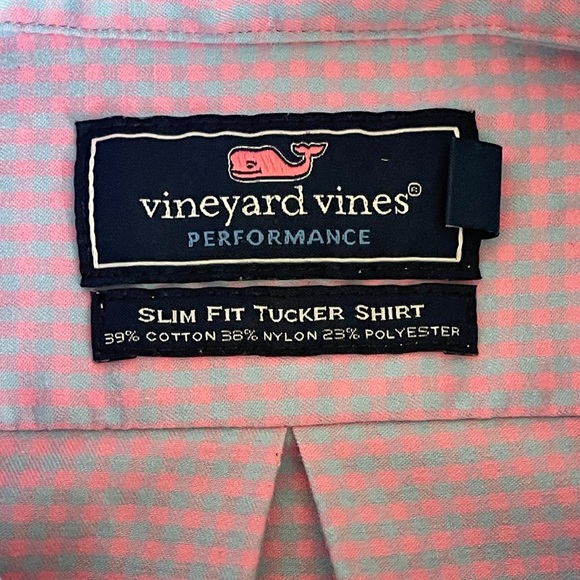 vineyard vines®
PERFORMANCE
SLIM FIT TUCKER SHIRT
39% COTTON 38% NYLON 23% POLYESTER